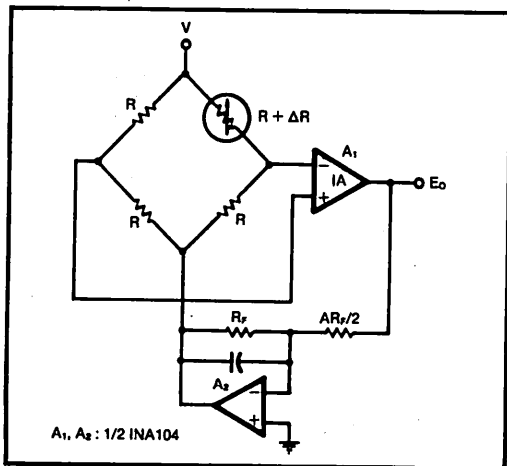 V
R
R + ΔR
A₁
−
IA
+
E₀
R
R
R_F
AR_F/2
A₂
−
+
A₁, A₂ : 1/2 INA104